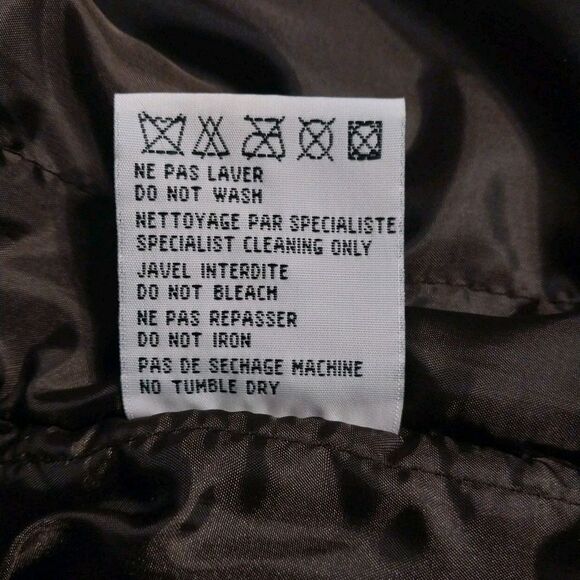 NE PAS LAVER
DO NOT WASH
NETTOYAGE PAR SPECIALISTE
SPECIALIST CLEANING ONLY
JAVEL INTERDITE
DO NOT BLEACH
NE PAS REPASSER
DO NOT IRON
PAS DE SECHAGE MACHINE
NO TUMBLE DRY